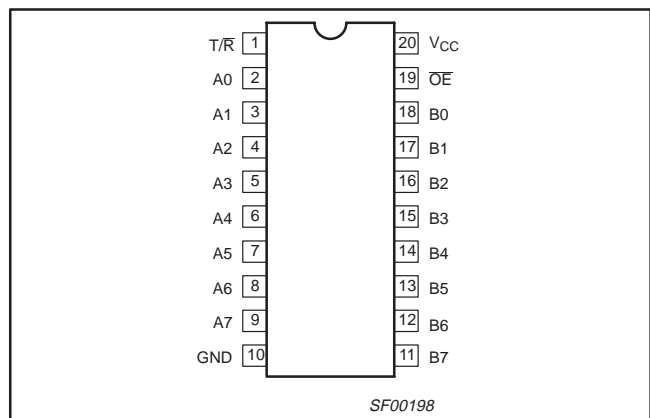 T/R̅ 1 20 VCC
A0 2 19 O̅E̅
A1 3 18 B0
A2 4 17 B1
A3 5 16 B2
A4 6 15 B3
A5 7 14 B4
A6 8 13 B5
A7 9 12 B6
GND 10 11 B7
SF00198